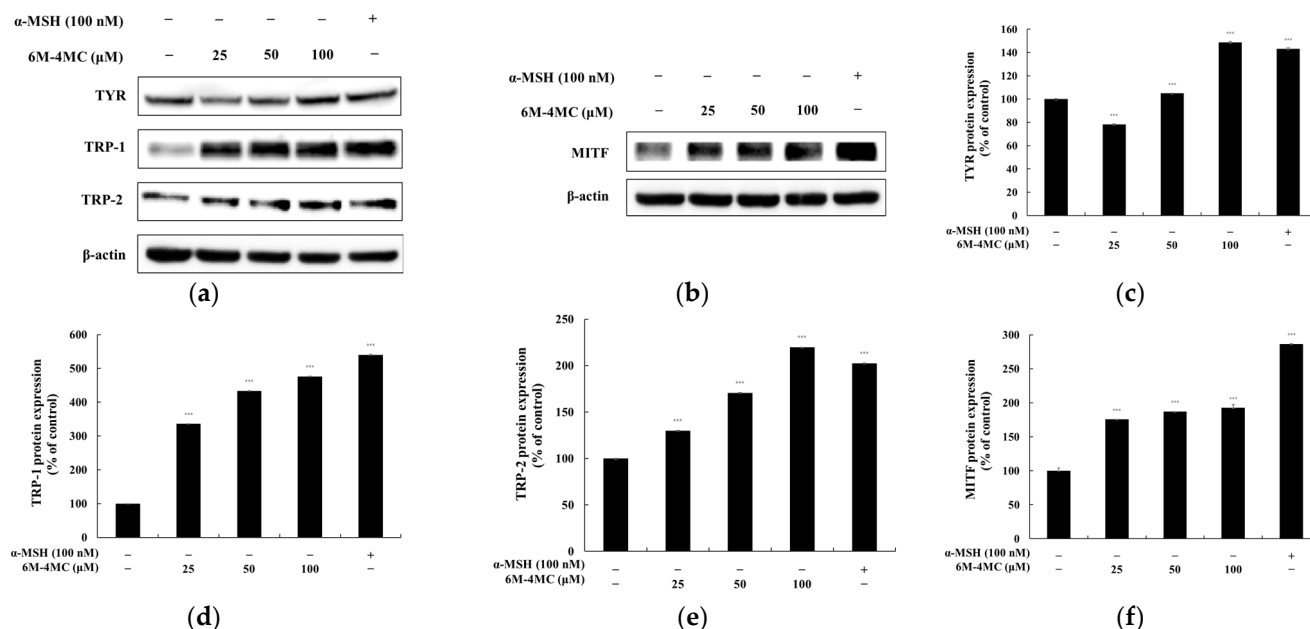 α-MSH (100 nM) – – – – +
6M-4MC (μM) – 25 50 100 –
TYR
TRP-1
TRP-2
β-actin
(a)
α-MSH (100 nM) – – – – +
6M-4MC (μM) – 25 50 100 –
MITF
β-actin
(b)
TYR protein expression
(% of control)
160
140
120
100
80
60
40
20
0
*** *** *** ***
α-MSH (100 nM) – – – – +
6M-4MC (μM) – 25 50 100 –
(c)
TRP-1 protein expression
(% of control)
600
500
400
300
200
100
0
*** *** *** ***
α-MSH (100 nM) – – – – +
6M-4MC (μM) – 25 50 100 –
(d)
TRP-2 protein expression
(% of control)
250
200
150
100
50
0
*** *** *** ***
α-MSH (100 nM) – – – – +
6M-4MC (μM) – 25 50 100 –
(e)
MITF protein expression
(% of control)
300
250
200
150
100
50
0
*** *** *** ***
α-MSH (100 nM) – – – – +
6M-4MC (μM) – 25 50 100 –
(f)